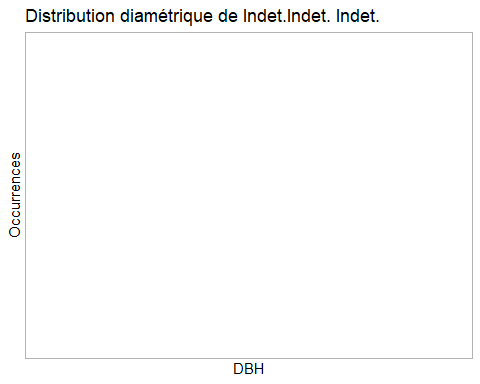 Distribution diamétrique de Indet.Indet. Indet.
Occurrences
DBH